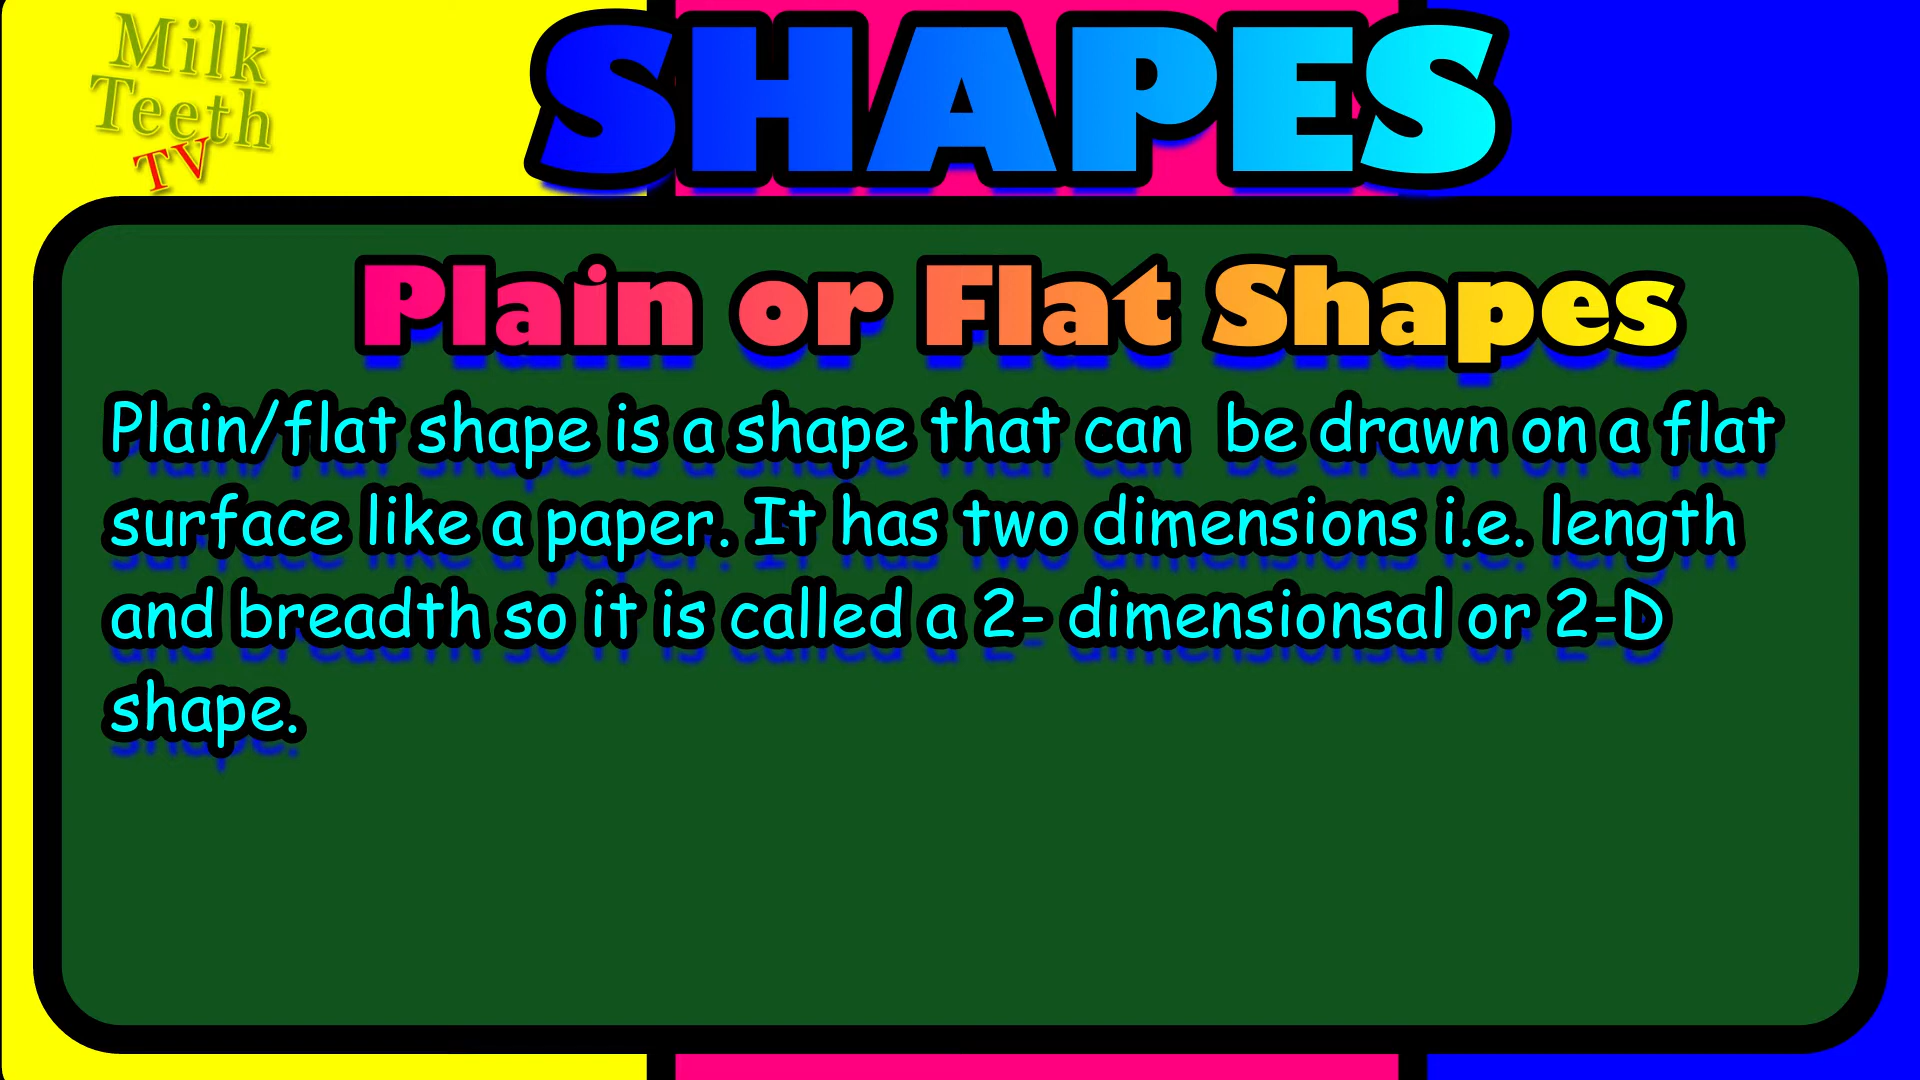 Milk
Teeth
TV
SHAPES
Plain or Flat Shapes
Plain/flat shape is a shape that can  be drawn on a flat
surface like a paper. It has two dimensions i.e. length
and breadth so it is called a 2- dimensionsal or 2-D
shape.